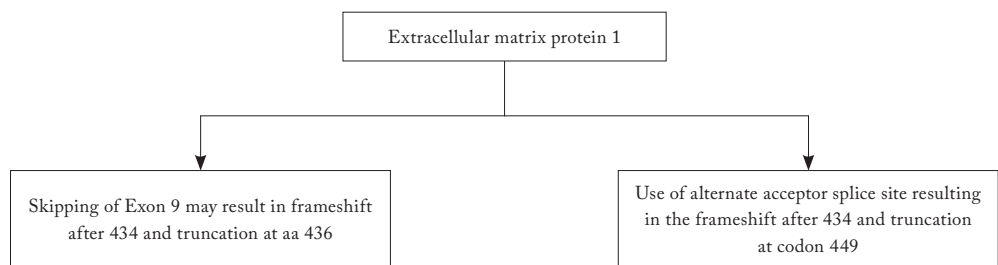 Extracellular matrix protein 1
Skipping of Exon 9 may result in frameshift
after 434 and truncation at aa 436
Use of alternate acceptor splice site resulting
in the frameshift after 434 and truncation
at codon 449